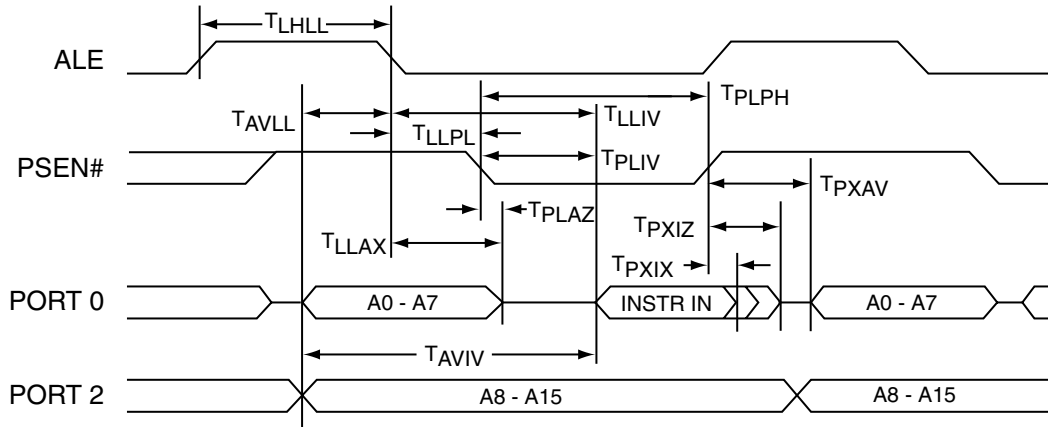 TLHLL
ALE
TPLPH
TAVLL
TLLIV
TLLPL
PSEN#
TPLIV
TPXAV
TPLAZ
TLLAX
TPXIZ
TPXIX
PORT 0
A0 - A7
INSTR IN
A0 - A7
TAVIV
PORT 2
A8 - A15
A8 - A15